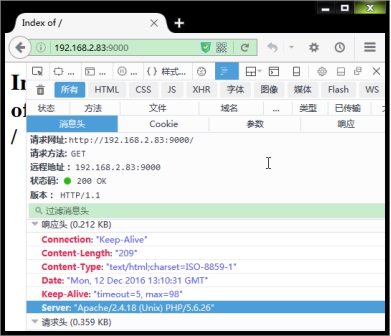 Index of /
192.168.2.83:9000
In
of
/
{ } 样式...
所有 HTML CSS JS XHR 字体 图像 媒体 Flash WS
状态 方法 文件 域名 ... 类型 已传输
消息头 Cookie 参数 响应
请求网址: http://192.168.2.83:9000/
请求方法: GET
远程地址: 192.168.2.83:9000
状态码: 200 OK
版本: HTTP/1.1
过滤消息头
响应头 (0.212 KB)
Connection: "Keep-Alive"
Content-Length: "209"
Content-Type: "text/html;charset=ISO-8859-1"
Date: "Mon, 12 Dec 2016 13:10:31 GMT"
Keep-Alive: "timeout=5, max=98"
Server: "Apache/2.4.18 (Unix) PHP/5.6.26"
请求头 (0.359 KB)